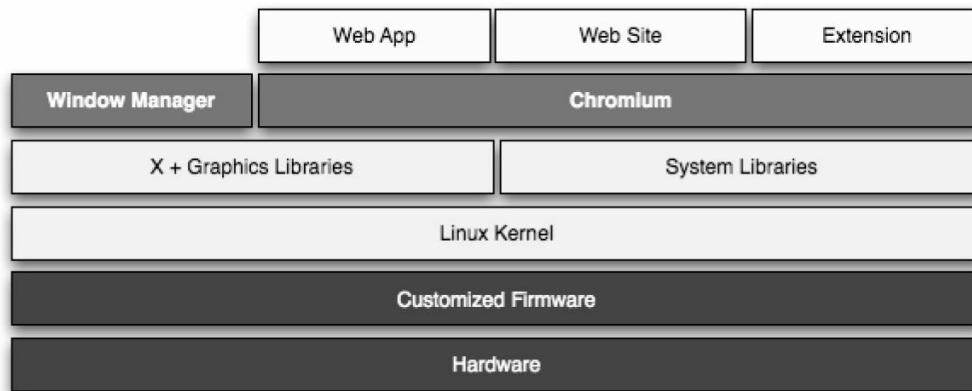 Web App
Web Site
Extension
Window Manager
Chromium
X + Graphics Libraries
System Libraries
Linux Kernel
Customized Firmware
Hardware